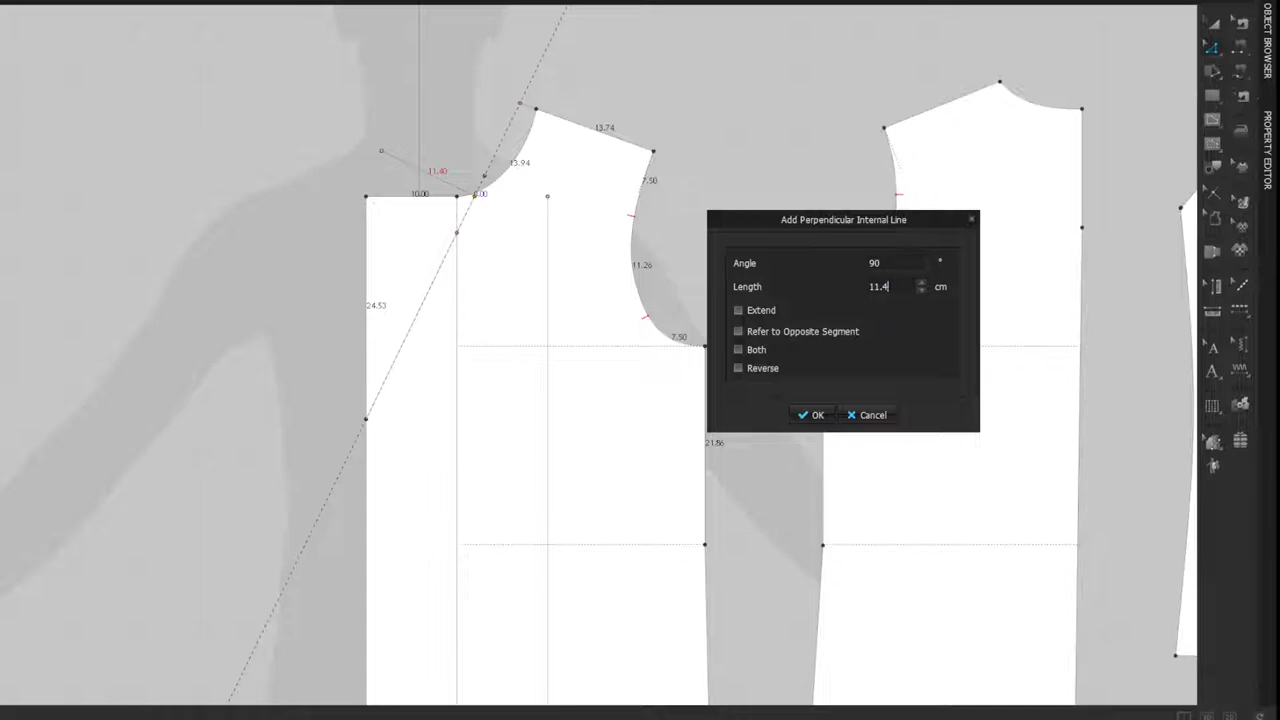 OBJECT BROWSER
PROPERTY EDITOR
13.74
13.94
11.40
7.50
10.00
Add Perpendicular Internal Line
Angle 90 °
Length 11.4 cm
11.26
24.53
Extend
Refer to Opposite Segment
7.50
Both
Reverse
OK Cancel
21.86
A
A